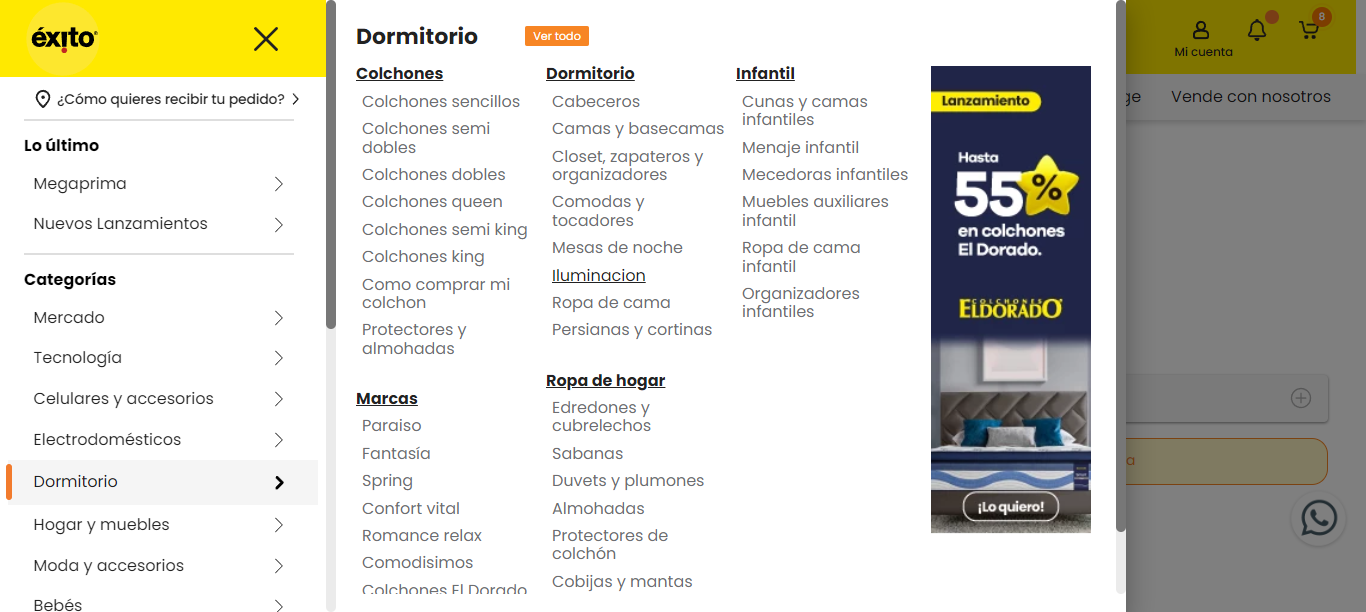 éxito
¿Cómo quieres recibir tu pedido?
Lo último
Megaprima
Nuevos Lanzamientos
Categorías
Mercado
Tecnología
Celulares y accesorios
Electrodomésticos
Dormitorio
Hogar y muebles
Moda y accesorios
Bebés
Dormitorio
Ver todo
Colchones
Colchones sencillos
Colchones semi
dobles
Colchones dobles
Colchones queen
Colchones semi king
Colchones king
Como comprar mi
colchon
Protectores y
almohadas
Marcas
Paraiso
Fantasía
Spring
Confort vital
Romance relax
Comodisimos
Colchones El Dorado
Dormitorio
Cabeceros
Camas y basecamas
Closet, zapateros y
organizadores
Comodas y
tocadores
Mesas de noche
Iluminacion
Ropa de cama
Persianas y cortinas
Ropa de hogar
Edredones y
cubrelechos
Sabanas
Duvets y plumones
Almohadas
Protectores de
colchón
Cobijas y mantas
Infantil
Cunas y camas
infantiles
Menaje infantil
Mecedoras infantiles
Muebles auxiliares
infantil
Ropa de cama
infantil
Organizadores
infantiles
Lanzamiento
Hasta
55%
en colchones
El Dorado.
COLCHONES
ELDORADO
¡Lo quiero!
8
Mi cuenta
ge
Vende con nosotros
a